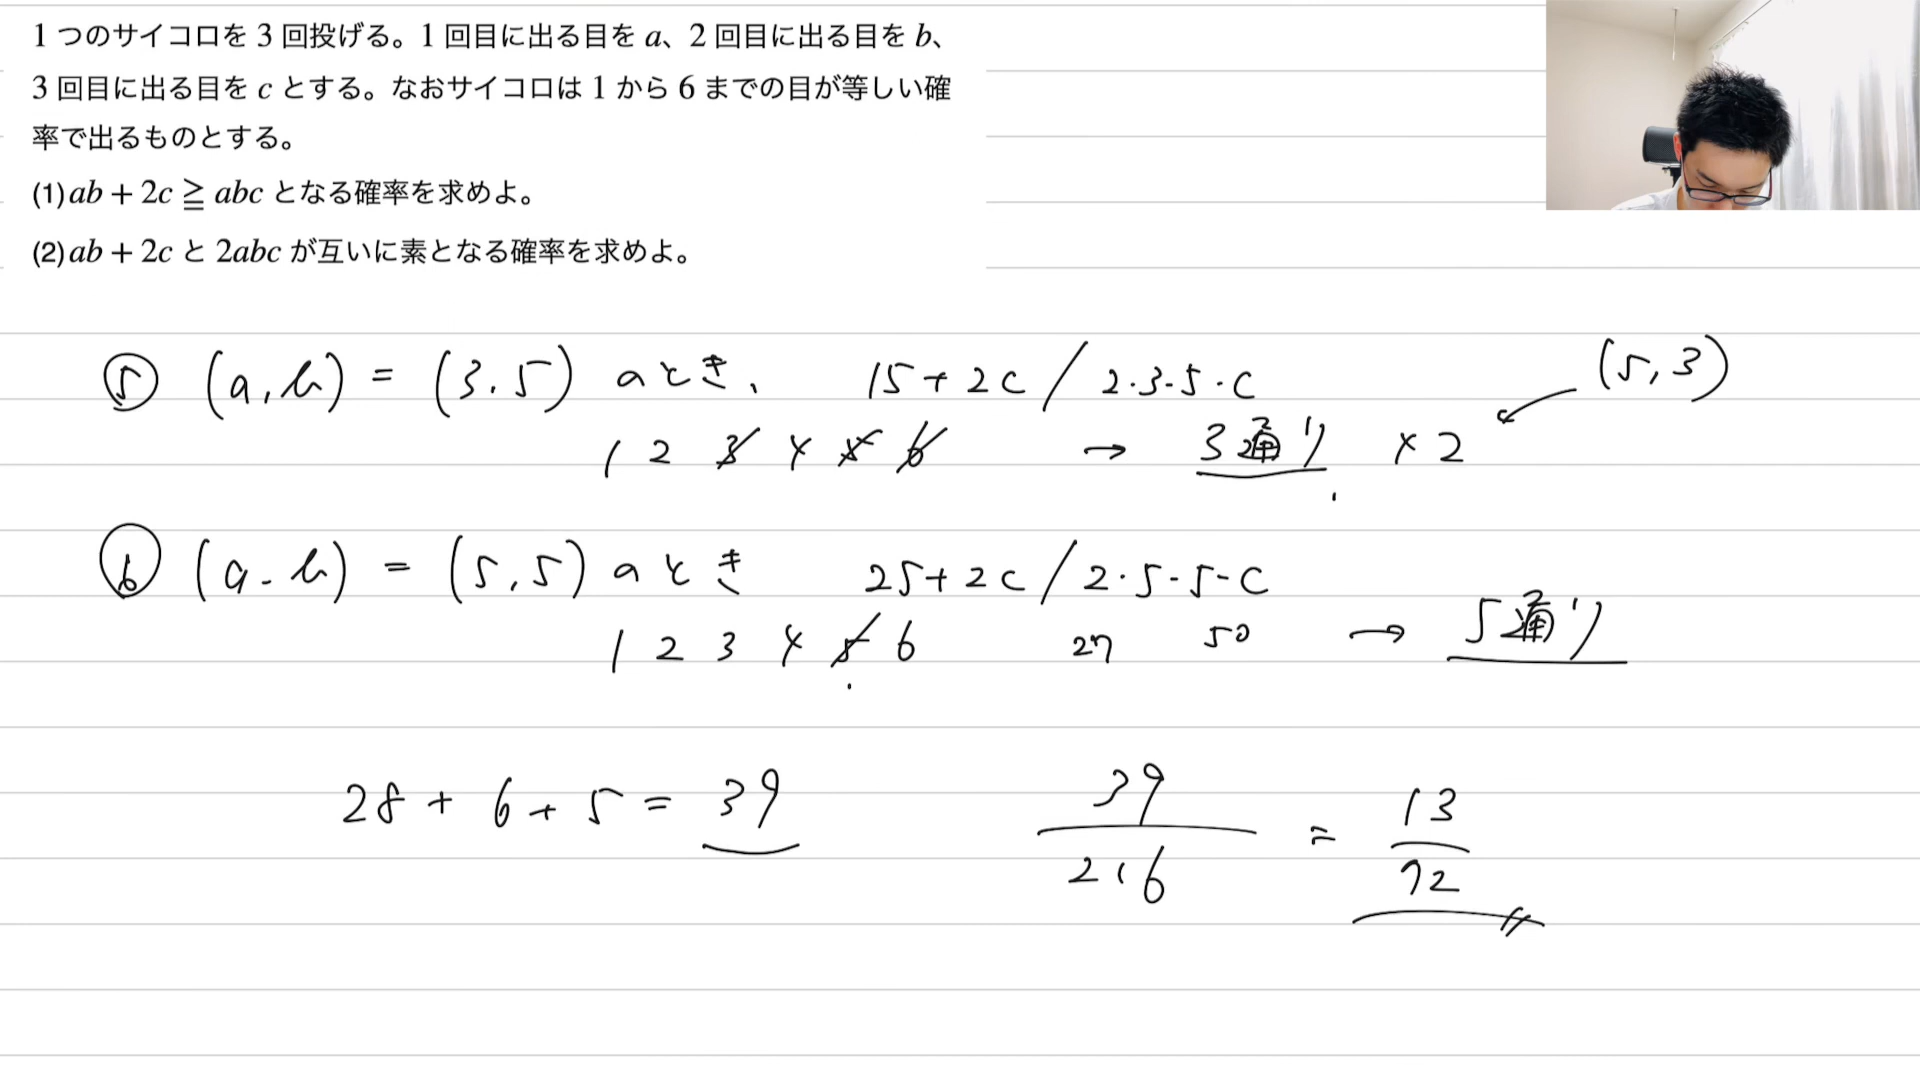 1 つのサイコロを 3 回投げる。1 回目に出る目を a、2 回目に出る目を b、
3 回目に出る目を c とする。なおサイコロは 1 から 6 までの目が等しい確
率で出るものとする。
(1) ab + 2c ≧ abc となる確率を求めよ。
(2) ab + 2c と 2abc が互いに素となる確率を求めよ。
⑤ (a, b) = (3.5) のとき、 15 + 2c / 2・3・5・c (5, 3)
1 2 3 4 5 6 → 3通り × 2
⑥ (a. b) = (5, 5) のとき 25 + 2c / 2・5・5・c
1 2 3 4 5 6 27 50 → 5通り
28 + 6 + 5 = 39 39/216 = 13/72